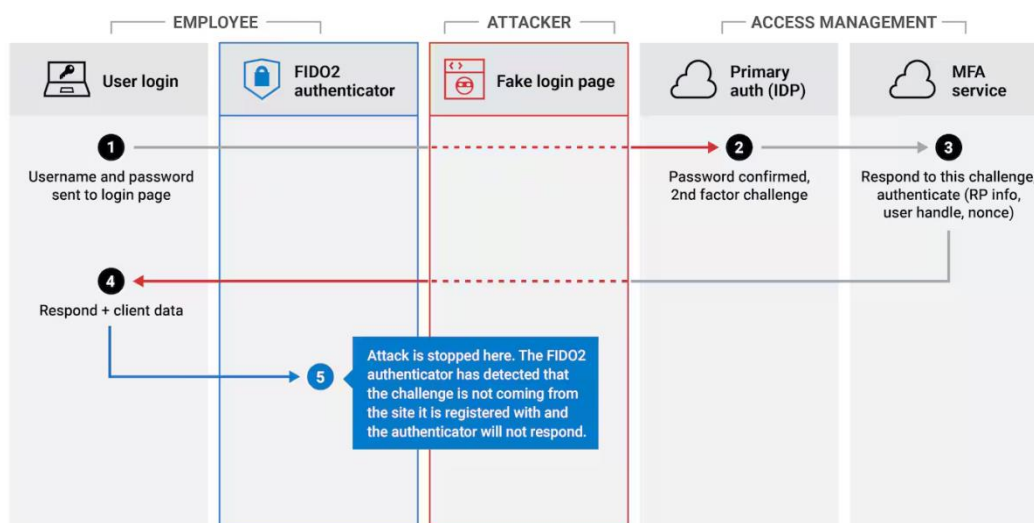 EMPLOYEE
ATTACKER
ACCESS MANAGEMENT
User login
FIDO2
authenticator
Fake login page
Primary
auth (IDP)
MFA
service
1
2
3
Username and password
sent to login page
Password confirmed,
2nd factor challenge
Respond to this challenge,
authenticate (RP info,
user handle, nonce)
4
Respond + client data
5
Attack is stopped here. The FIDO2
authenticator has detected that
the challenge is not coming from
the site it is registered with and
the authenticator will not respond.